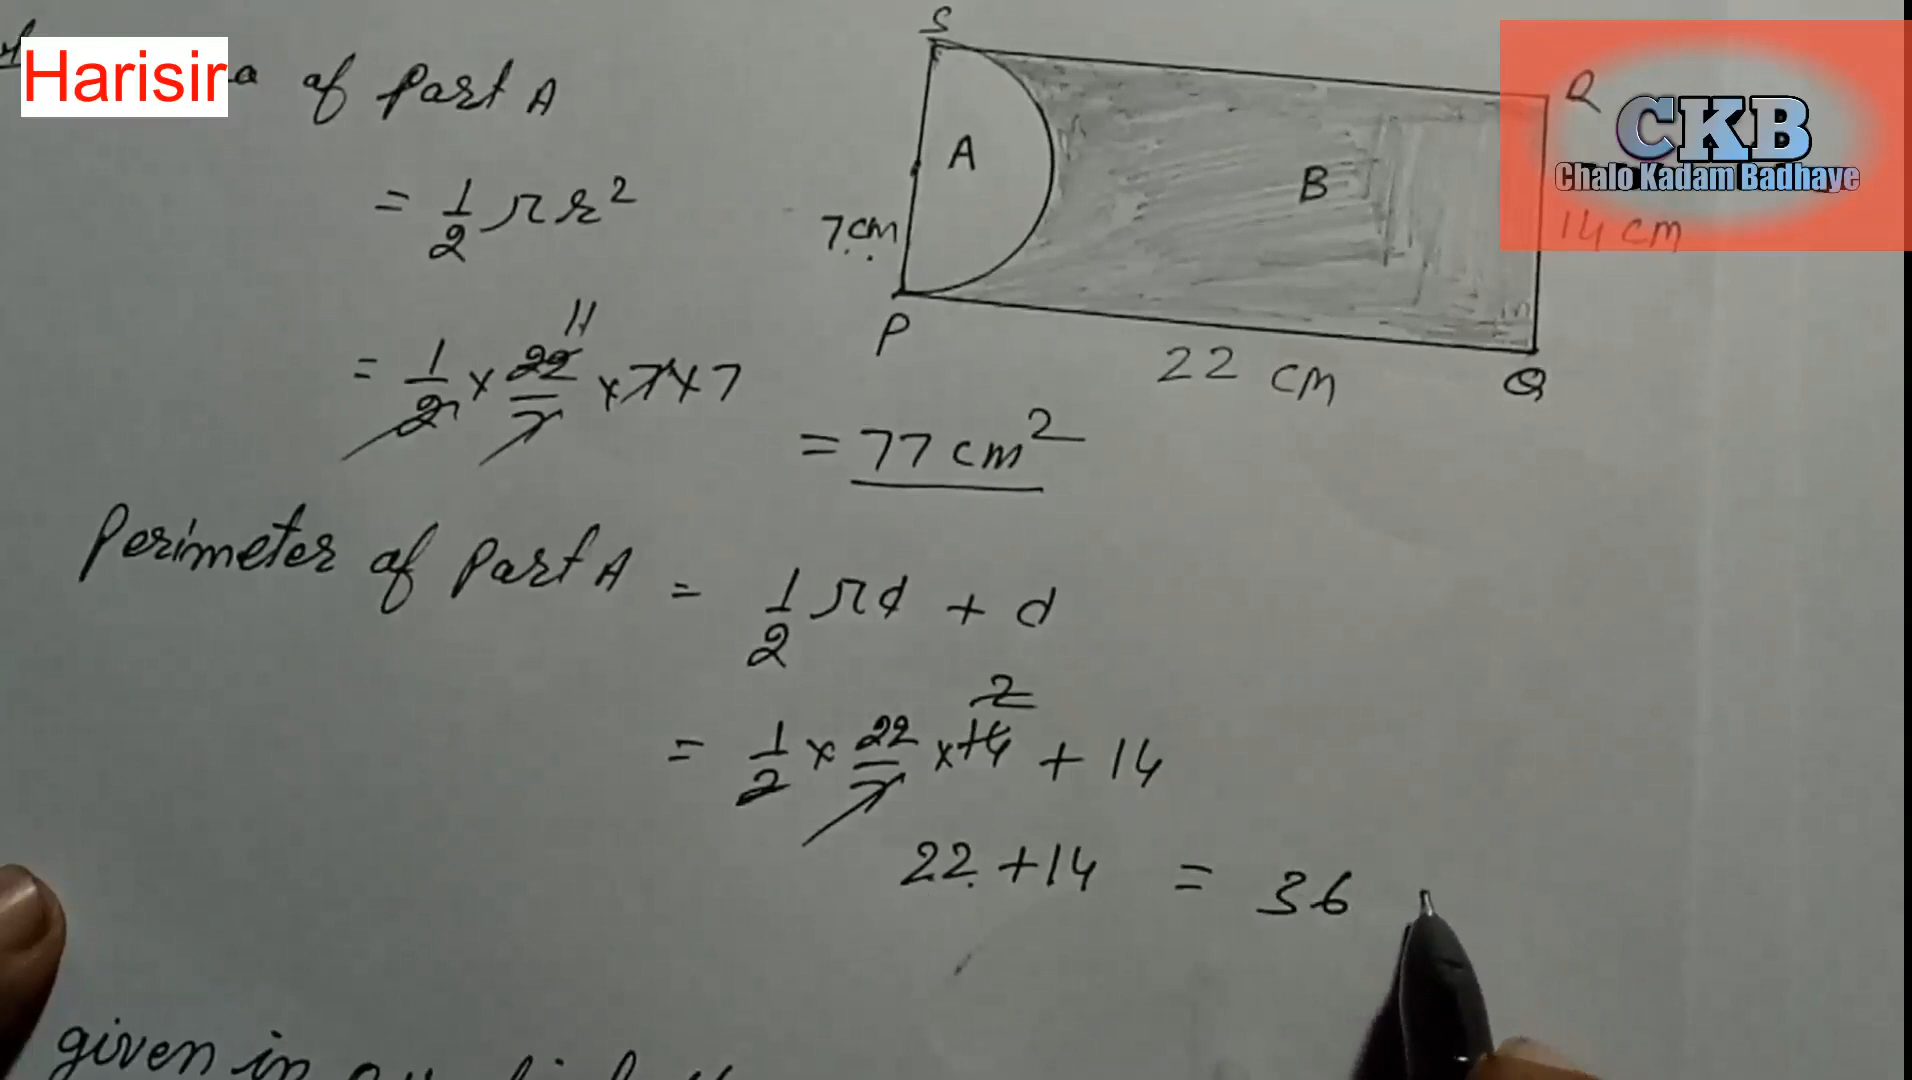 Harisir
a of Part A
= 1/2 π r²
= 1/2 × 22/7 × 7 × 7
11
= 77 cm²
S
R
A
B
7cm
14 cm
P
22 cm
Q
CKB
Chalo Kadam Badhaye
Perimeter of Part A = 1/2 π d + d
2
= 1/2 × 22/7 × 14 + 14
22 + 14 = 36
given in